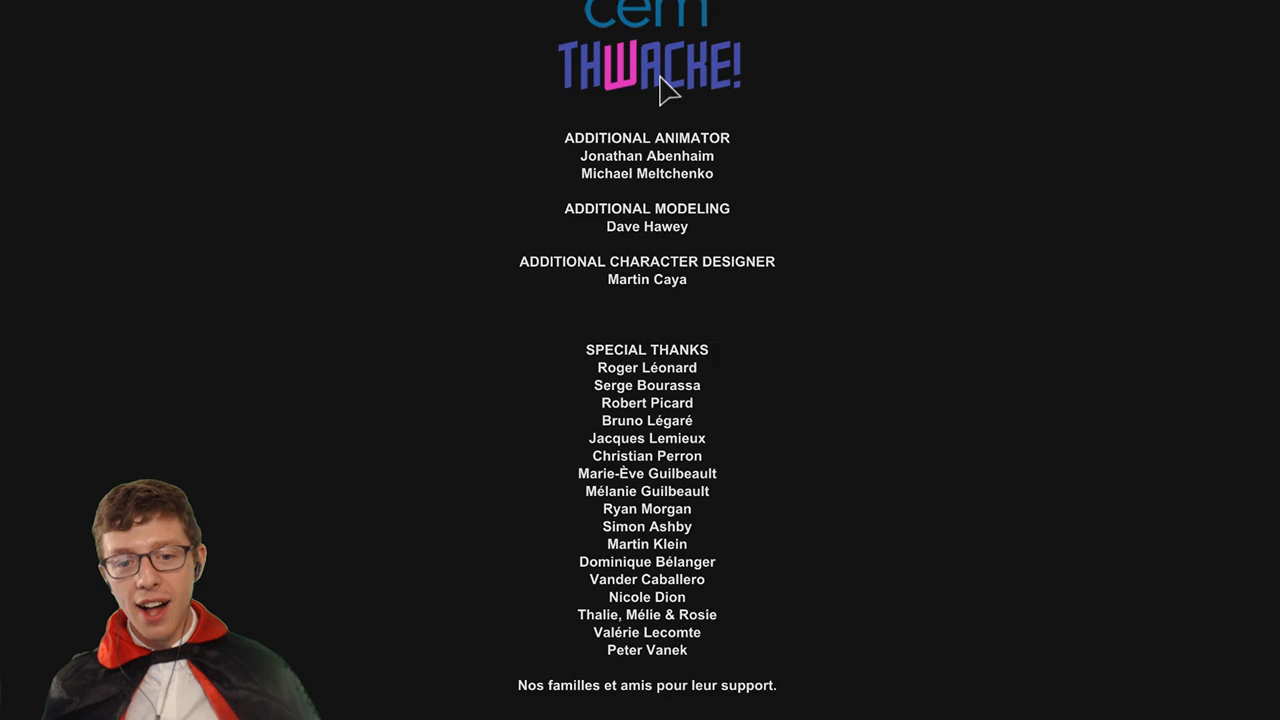 cem
THWACKE!
ADDITIONAL ANIMATOR
Jonathan Abenhaim
Michael Meltchenko
ADDITIONAL MODELING
Dave Hawey
ADDITIONAL CHARACTER DESIGNER
Martin Caya
SPECIAL THANKS
Roger Léonard
Serge Bourassa
Robert Picard
Bruno Légaré
Jacques Lemieux
Christian Perron
Marie-Ève Guilbeault
Mélanie Guilbeault
Ryan Morgan
Simon Ashby
Martin Klein
Dominique Bélanger
Vander Caballero
Nicole Dion
Thalie, Mélie & Rosie
Valérie Lecomte
Peter Vanek
Nos familles et amis pour leur support.